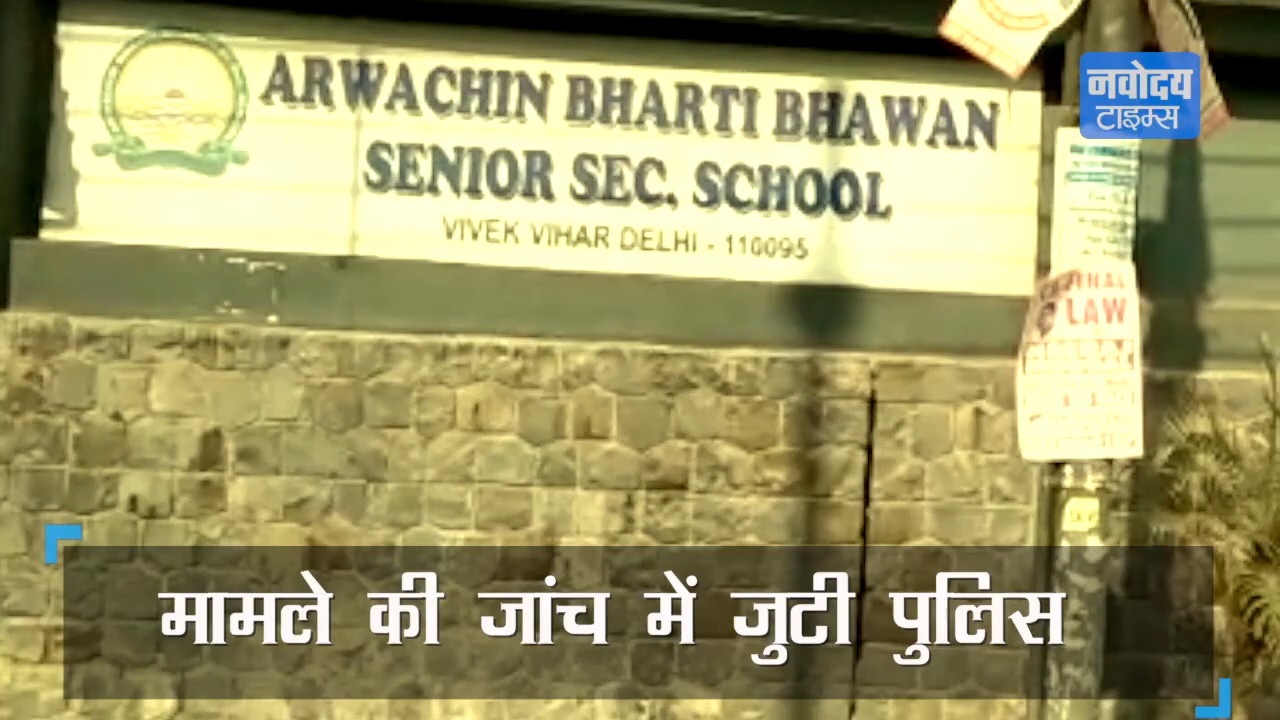 ARWACHIN BHARTI BHAWAN
SENIOR SEC. SCHOOL
VIVEK VIHAR DELHI - 110095
नवोदय
टाइम्स
LAW
मामले की जांच में जुटी पुलिस